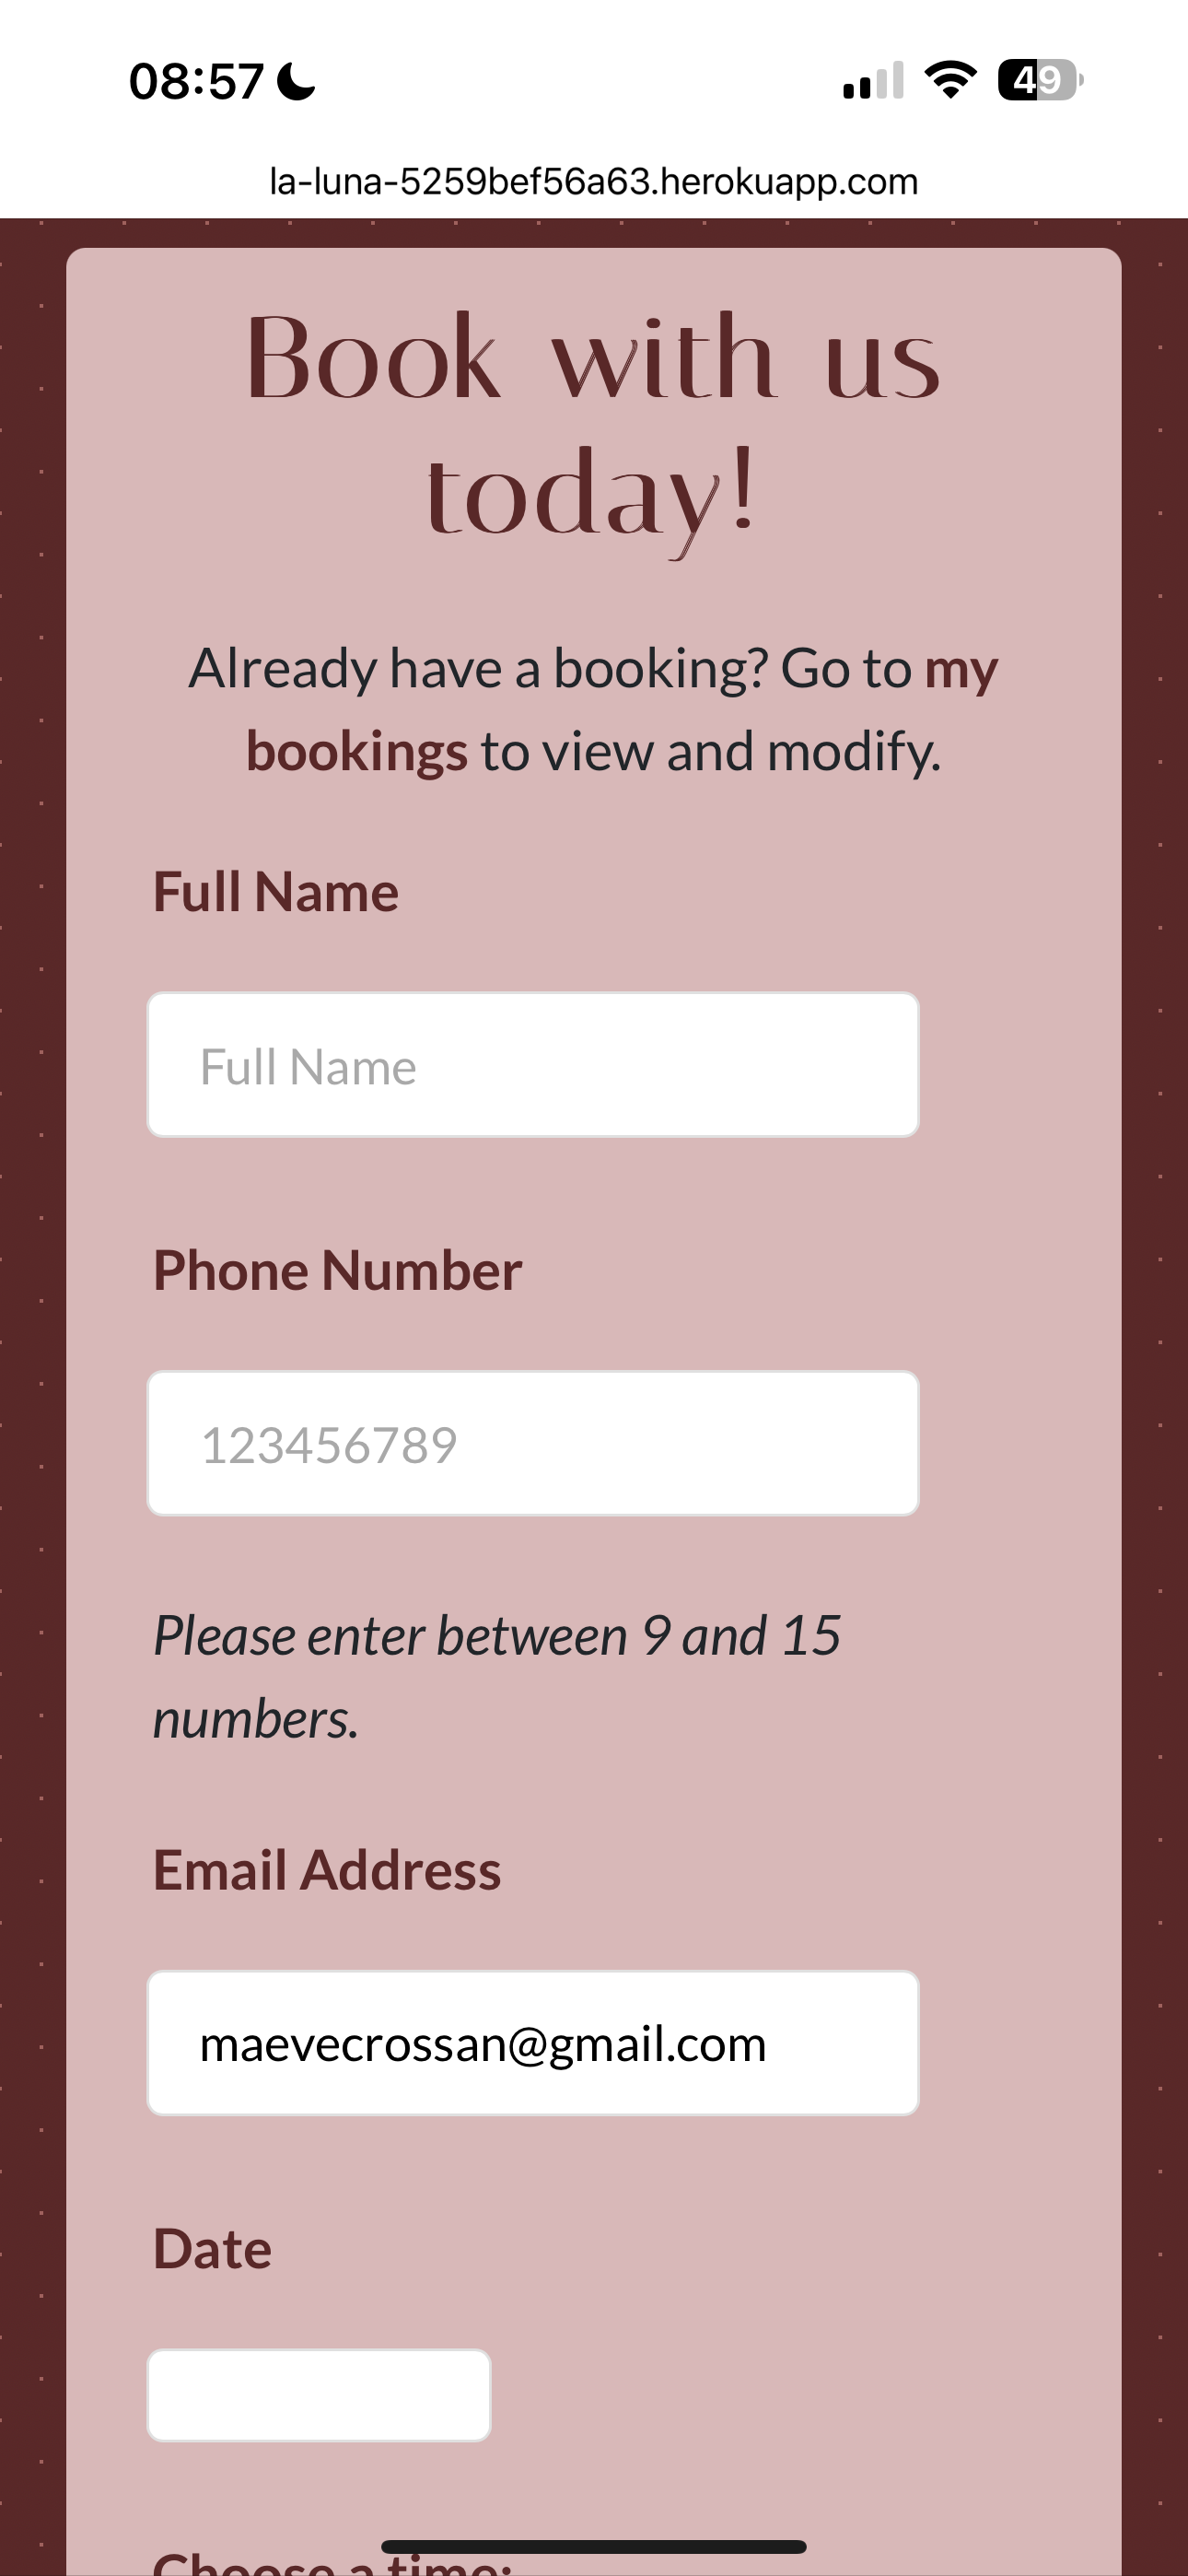 08:57
49
la-luna-5259bef56a63.herokuapp.com
Book with us
today!
Already have a booking? Go to my
bookings to view and modify.
Full Name
Full Name
Phone Number
123456789
Please enter between 9 and 15
numbers.
Email Address
maevecrossan@gmail.com
Date
Choose a time: